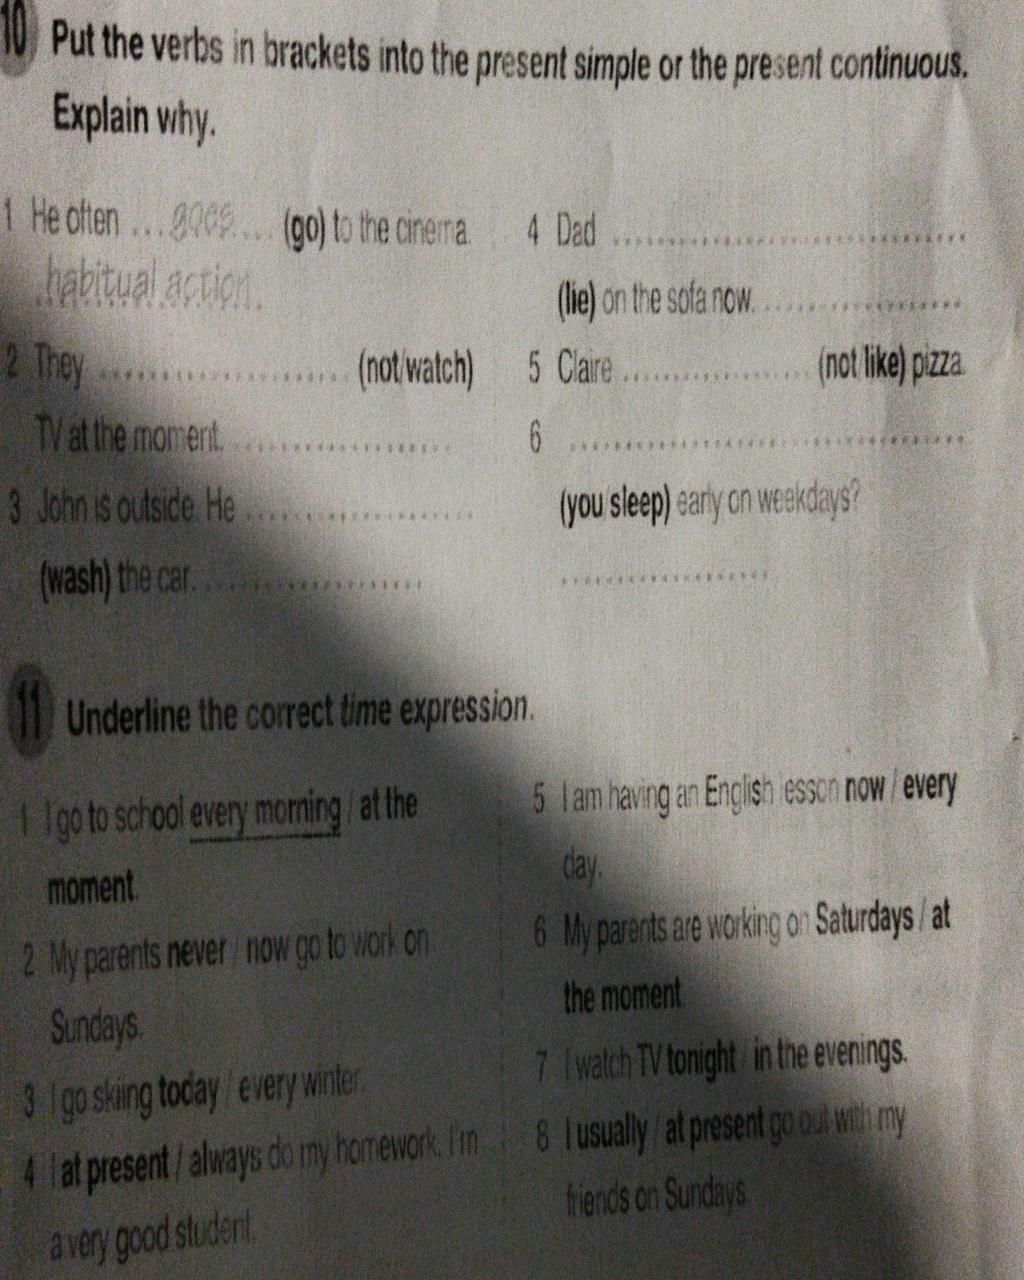 10 Put the verbs in brackets into the present simple or the present continuous.
Explain why.
1 He often ... goes .... (go) to the cinema.
habitual action
2 They ........................ (not/watch)
TV at the moment. .....................
3 John is outside. He .....................
(wash) the car. .....................
4 Dad ..................................
(lie) on the sofa now. ...................
5 Claire .................. (not/like) pizza.
6 ..................................
(you/sleep) early on weekdays?
.....................
11 Underline the correct time expression.
1 I go to school every morning / at the
moment.
2 My parents never / now go to work on
Sundays.
3 I go skiing today / every winter.
4 I at present / always do my homework. I'm
a very good student.
5 I am having an English lesson now / every
day.
6 My parents are working on Saturdays / at
the moment.
7 I watch TV tonight / in the evenings.
8 I usually / at present go out with my
friends on Sundays.